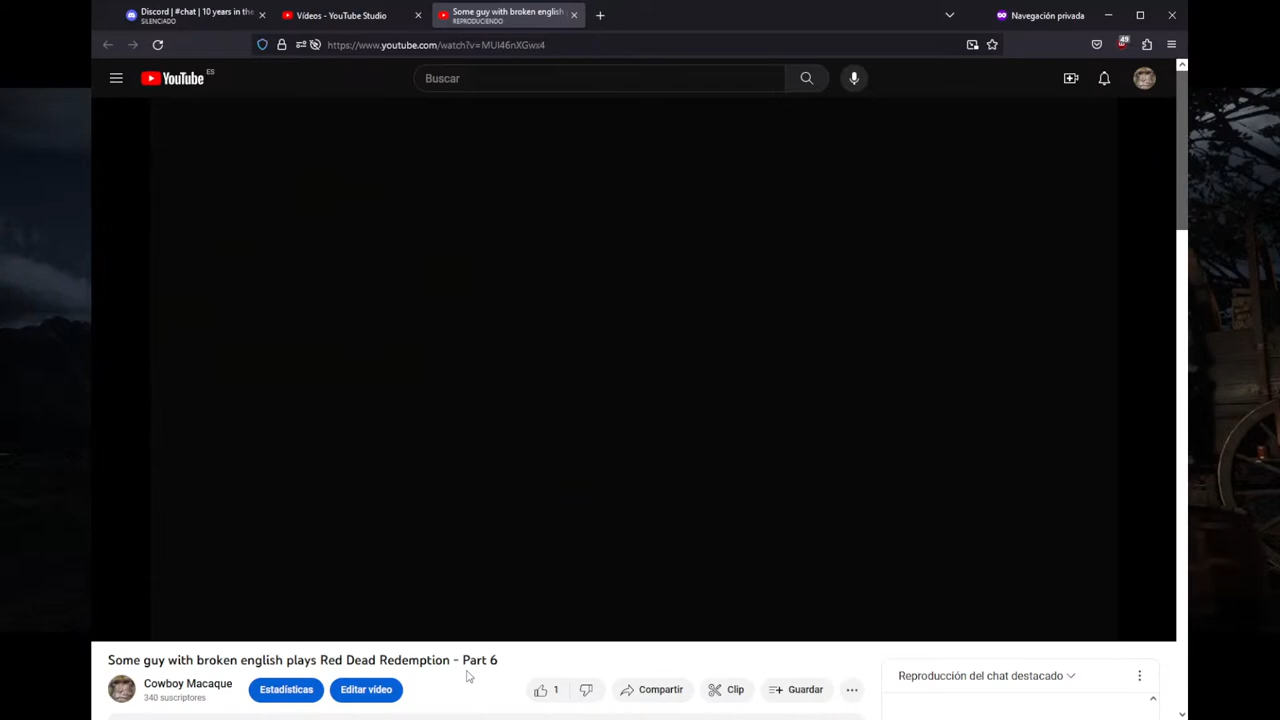 Discord | #chat | 10 years in the
SILENCIADO
Vídeos - YouTube Studio
Some guy with broken english
REPRODUCIENDO
Navegación privada
https://www.youtube.com/watch?v=MUI46nXGwx4
49
YouTube ES
Buscar
Some guy with broken english plays Red Dead Redemption - Part 6
Cowboy Macaque
340 suscriptores
Estadísticas
Editar vídeo
1
Compartir
Clip
Guardar
Reproducción del chat destacado